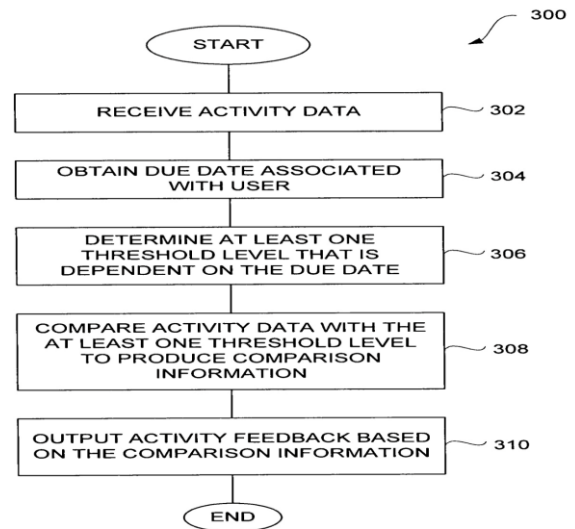 300
START
RECEIVE ACTIVITY DATA
302
OBTAIN DUE DATE ASSOCIATED
WITH USER
304
DETERMINE AT LEAST ONE
THRESHOLD LEVEL THAT IS
DEPENDENT ON THE DUE DATE
306
COMPARE ACTIVITY DATA WITH THE
AT LEAST ONE THRESHOLD LEVEL
TO PRODUCE COMPARISON
INFORMATION
308
OUTPUT ACTIVITY FEEDBACK BASED
ON THE COMPARISON INFORMATION
310
END